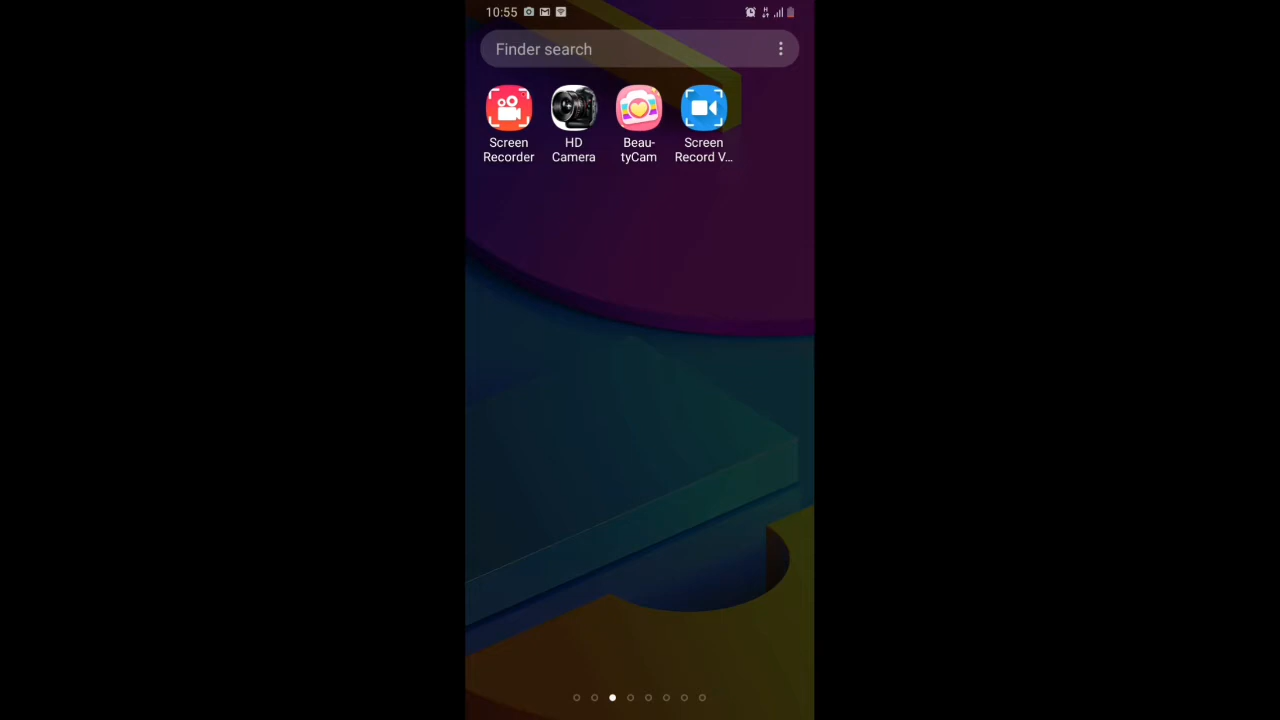 10:55
Finder search
Screen
Recorder
HD
Camera
Beau-
tyCam
Screen
Record V...